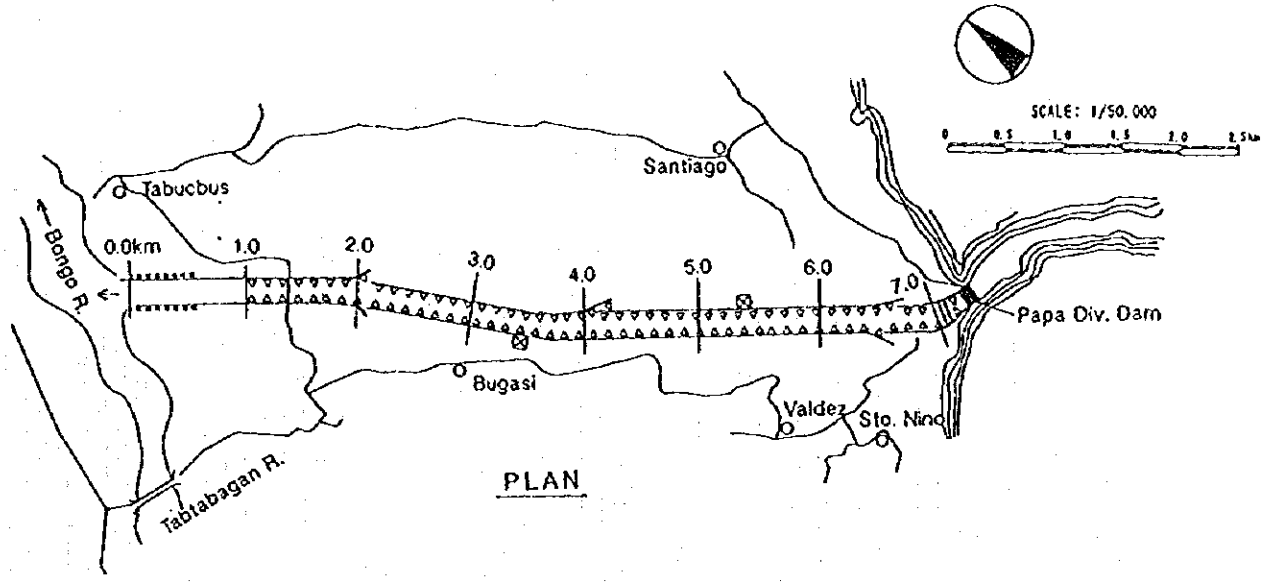 SCALE: 1/50.000
0 0.5 1.0 1.5 2.0 2.5 km
Santiago
Tabucbus
Bongo R.
0.0km 1.0 2.0 3.0 4.0 5.0 6.0 7.0
Papa Div. Dam
Bugasi
Valdez
Sto. Nino
Tabtabagan R.
PLAN